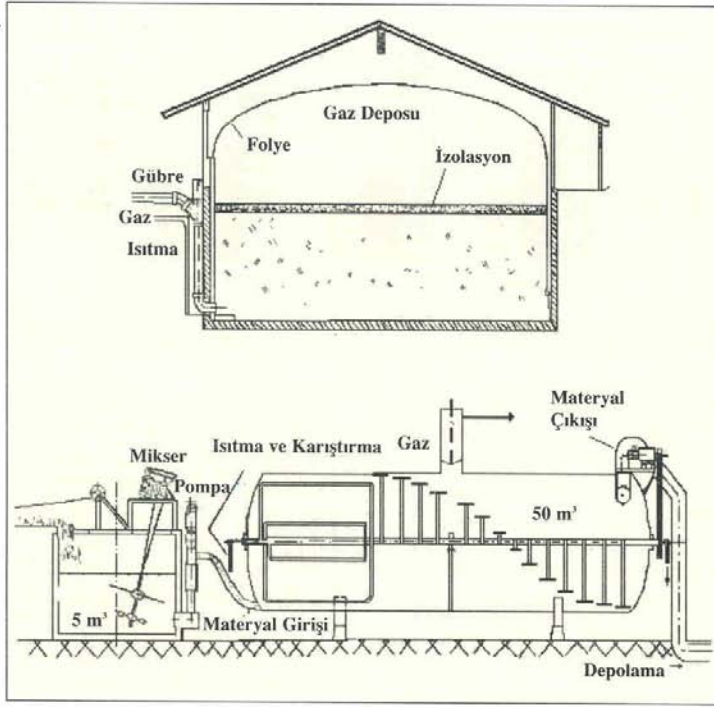 Gaz Deposu
Folye
İzolasyon
Gübre
Gaz
Isıtma
Materyal
Çıkışı
Isıtma ve Karıştırma
Gaz
Mikser
Pompa
50 m³
5 m³
Materyal Girişi
Depolama